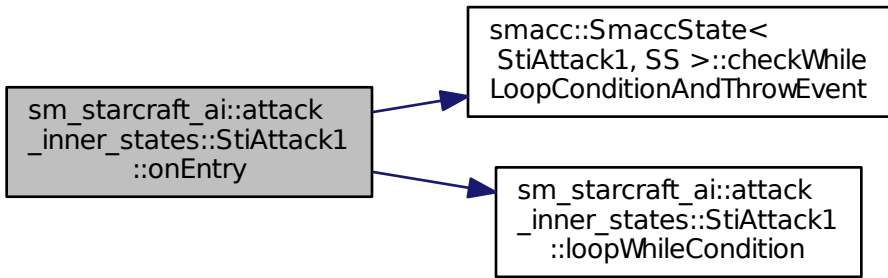 sm_starcraft_ai::attack
_inner_states::StiAttack1
::onEntry
smacc::SmaccState<
StiAttack1, SS >::checkWhile
LoopConditionAndThrowEvent
sm_starcraft_ai::attack
_inner_states::StiAttack1
::loopWhileCondition